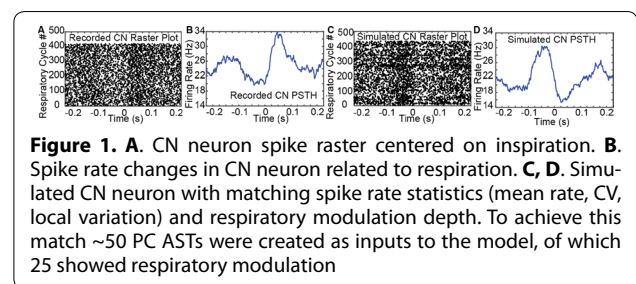 A Recorded CN Raster Plot
B
C Simulated CN Raster Plot
D
Respiratory Cycle #
500
400
300
200
100
0
-0.2 -0.1 0 0.1 0.2
Time (s)
Firing Rate (Hz)
34
30
26
22
18
14
Recorded CN PSTH
-0.2 -0.1 0 0.1 0.2
Time (s)
Respiratory Cycle #
500
400
300
200
100
0
-0.2 -0.1 0 0.1 0.2
Time (s)
Firing Rate (Hz)
34
30
26
22
18
14
Simulated CN PSTH
-0.2 -0.1 0 0.1 0.2
Time (s)
Figure 1. A. CN neuron spike raster centered on inspiration. B.
Spike rate changes in CN neuron related to respiration. C, D. Simu-
lated CN neuron with matching spike rate statistics (mean rate, CV,
local variation) and respiratory modulation depth. To achieve this
match ~50 PC ASTs were created as inputs to the model, of which
25 showed respiratory modulation